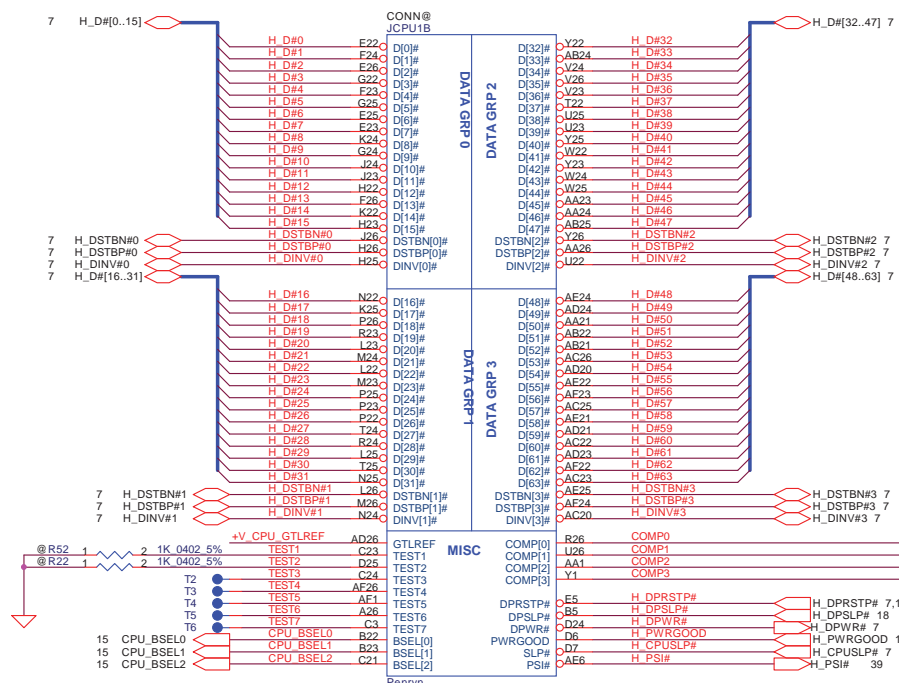 CONN@
JCPU1B
7 H_D#[0..15] H_D#[32..47] 7
H_D#0 E22 D[0]# D[32]# Y22 H_D#32
H_D#1 F24 D[1]# D[33]# AB24 H_D#33
H_D#2 E26 D[2]# D[34]# V24 H_D#34
H_D#3 G22 D[3]# D[35]# V26 H_D#35
H_D#4 F23 D[4]# D[36]# V23 H_D#36
H_D#5 G25 D[5]# D[37]# T22 H_D#37
H_D#6 E25 D[6]# D[38]# U25 H_D#38
H_D#7 E23 D[7]# D[39]# U23 H_D#39
H_D#8 K24 D[8]# D[40]# Y25 H_D#40
H_D#9 G24 D[9]# D[41]# W22 H_D#41
H_D#10 J24 D[10]# D[42]# Y23 H_D#42
H_D#11 J23 D[11]# D[43]# W24 H_D#43
H_D#12 H22 D[12]# D[44]# W25 H_D#44
H_D#13 F26 D[13]# D[45]# AA23 H_D#45
H_D#14 K22 D[14]# D[46]# AA24 H_D#46
H_D#15 H23 D[15]# D[47]# AB25 H_D#47
7 H_DSTBN#0 H_DSTBN#0 J26 DSTBN[0]# DSTBN[2]# Y26 H_DSTBN#2 H_DSTBN#2 7
7 H_DSTBP#0 H_DSTBP#0 H26 DSTBP[0]# DSTBP[2]# AA26 H_DSTBP#2 H_DSTBP#2 7
7 H_DINV#0 H_DINV#0 H25 DINV[0]# DINV[2]# U22 H_DINV#2 H_DINV#2 7
DATA GRP 0
DATA GRP 2
7 H_D#[16..31] H_D#[48..63] 7
H_D#16 N22 D[16]# D[48]# AE24 H_D#48
H_D#17 K25 D[17]# D[49]# AD24 H_D#49
H_D#18 P26 D[18]# D[50]# AA21 H_D#50
H_D#19 R23 D[19]# D[51]# AB22 H_D#51
H_D#20 L23 D[20]# D[52]# AB21 H_D#52
H_D#21 M24 D[21]# D[53]# AC26 H_D#53
H_D#22 L22 D[22]# D[54]# AD20 H_D#54
H_D#23 M23 D[23]# D[55]# AE22 H_D#55
H_D#24 P25 D[24]# D[56]# AF23 H_D#56
H_D#25 P23 D[25]# D[57]# AC25 H_D#57
H_D#26 P22 D[26]# D[58]# AE21 H_D#58
H_D#27 T24 D[27]# D[59]# AD21 H_D#59
H_D#28 R24 D[28]# D[60]# AC22 H_D#60
H_D#29 L25 D[29]# D[61]# AD23 H_D#61
H_D#30 T25 D[30]# D[62]# AF22 H_D#62
H_D#31 N25 D[31]# D[63]# AC23 H_D#63
7 H_DSTBN#1 H_DSTBN#1 L26 DSTBN[1]# DSTBN[3]# AE25 H_DSTBN#3 H_DSTBN#3 7
7 H_DSTBP#1 H_DSTBP#1 M26 DSTBP[1]# DSTBP[3]# AF24 H_DSTBP#3 H_DSTBP#3 7
7 H_DINV#1 H_DINV#1 N24 DINV[1]# DINV[3]# AC20 H_DINV#3 H_DINV#3 7
DATA GRP 1
DATA GRP 3
MISC
+V_CPU_GTLREF AD26 GTLREF COMP[0] R26 COMP0
@R52 1 2 1K_0402_5% TEST1 C23 TEST1 COMP[1] U26 COMP1
@R22 1 2 1K_0402_5% TEST2 D25 TEST2 COMP[2] AA1 COMP2
T2 TEST3 C24 TEST3 COMP[3] Y1 COMP3
T3 TEST4 AF26 TEST4
T4 TEST5 AF1 TEST5 DPRSTP# E5 H_DPRSTP# H_DPRSTP# 7,1
T5 TEST6 A26 TEST6 DPSLP# B5 H_DPSLP# H_DPSLP# 18
T6 TEST7 C3 TEST7 DPWR# D24 H_DPWR# H_DPWR# 7
15 CPU_BSEL0 CPU_BSEL0 B22 BSEL[0] PWRGOOD D6 H_PWRGOOD H_PWRGOOD 1
15 CPU_BSEL1 CPU_BSEL1 B23 BSEL[1] SLP# D7 H_CPUSLP# H_CPUSLP# 7
15 CPU_BSEL2 CPU_BSEL2 C21 BSEL[2] PSI# AE6 H_PSI# H_PSI# 39
Penryn